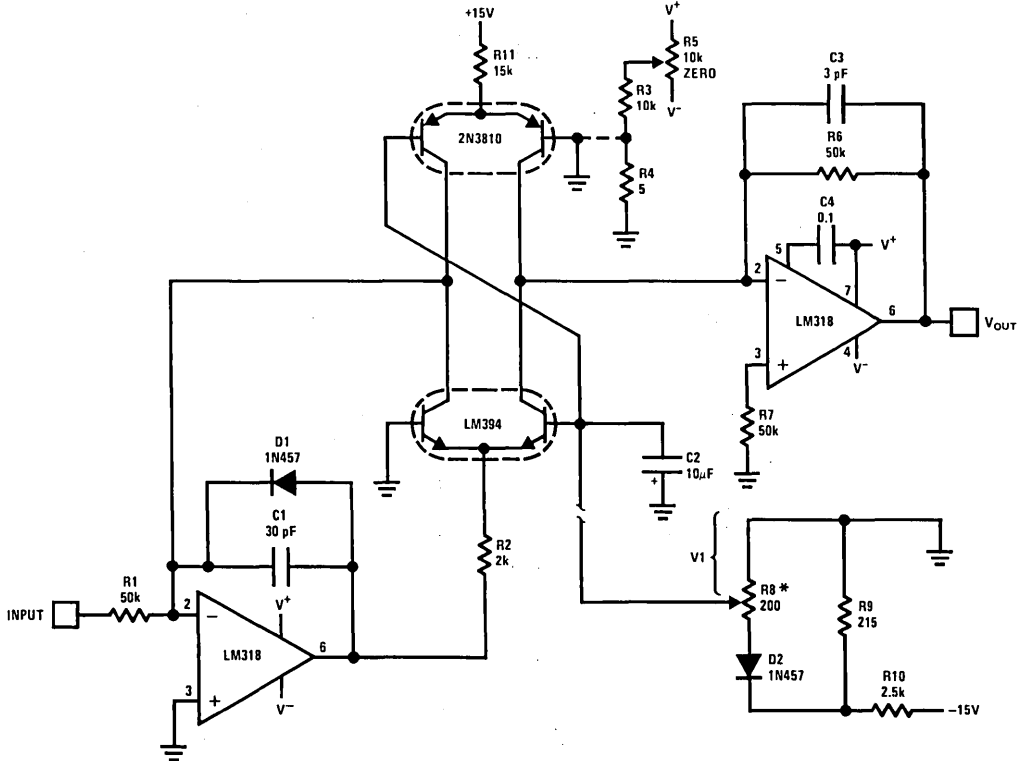 +15V
R11
15k
V+
R5
10k
ZERO
V−
R3
10k
R4
5
2N3810
C3
3 pF
R6
50k
C4
0.1
V+
5
2
−
7
LM318
6
VOUT
3
+
4
V−
R7
50k
LM394
C2
10μF
+
D1
1N457
C1
30 pF
R2
2k
R1
50k
INPUT
2
−
V+
LM318
6
3
+
V−
V1
R8*
200
R9
215
D2
1N457
R10
2.5k
−15V